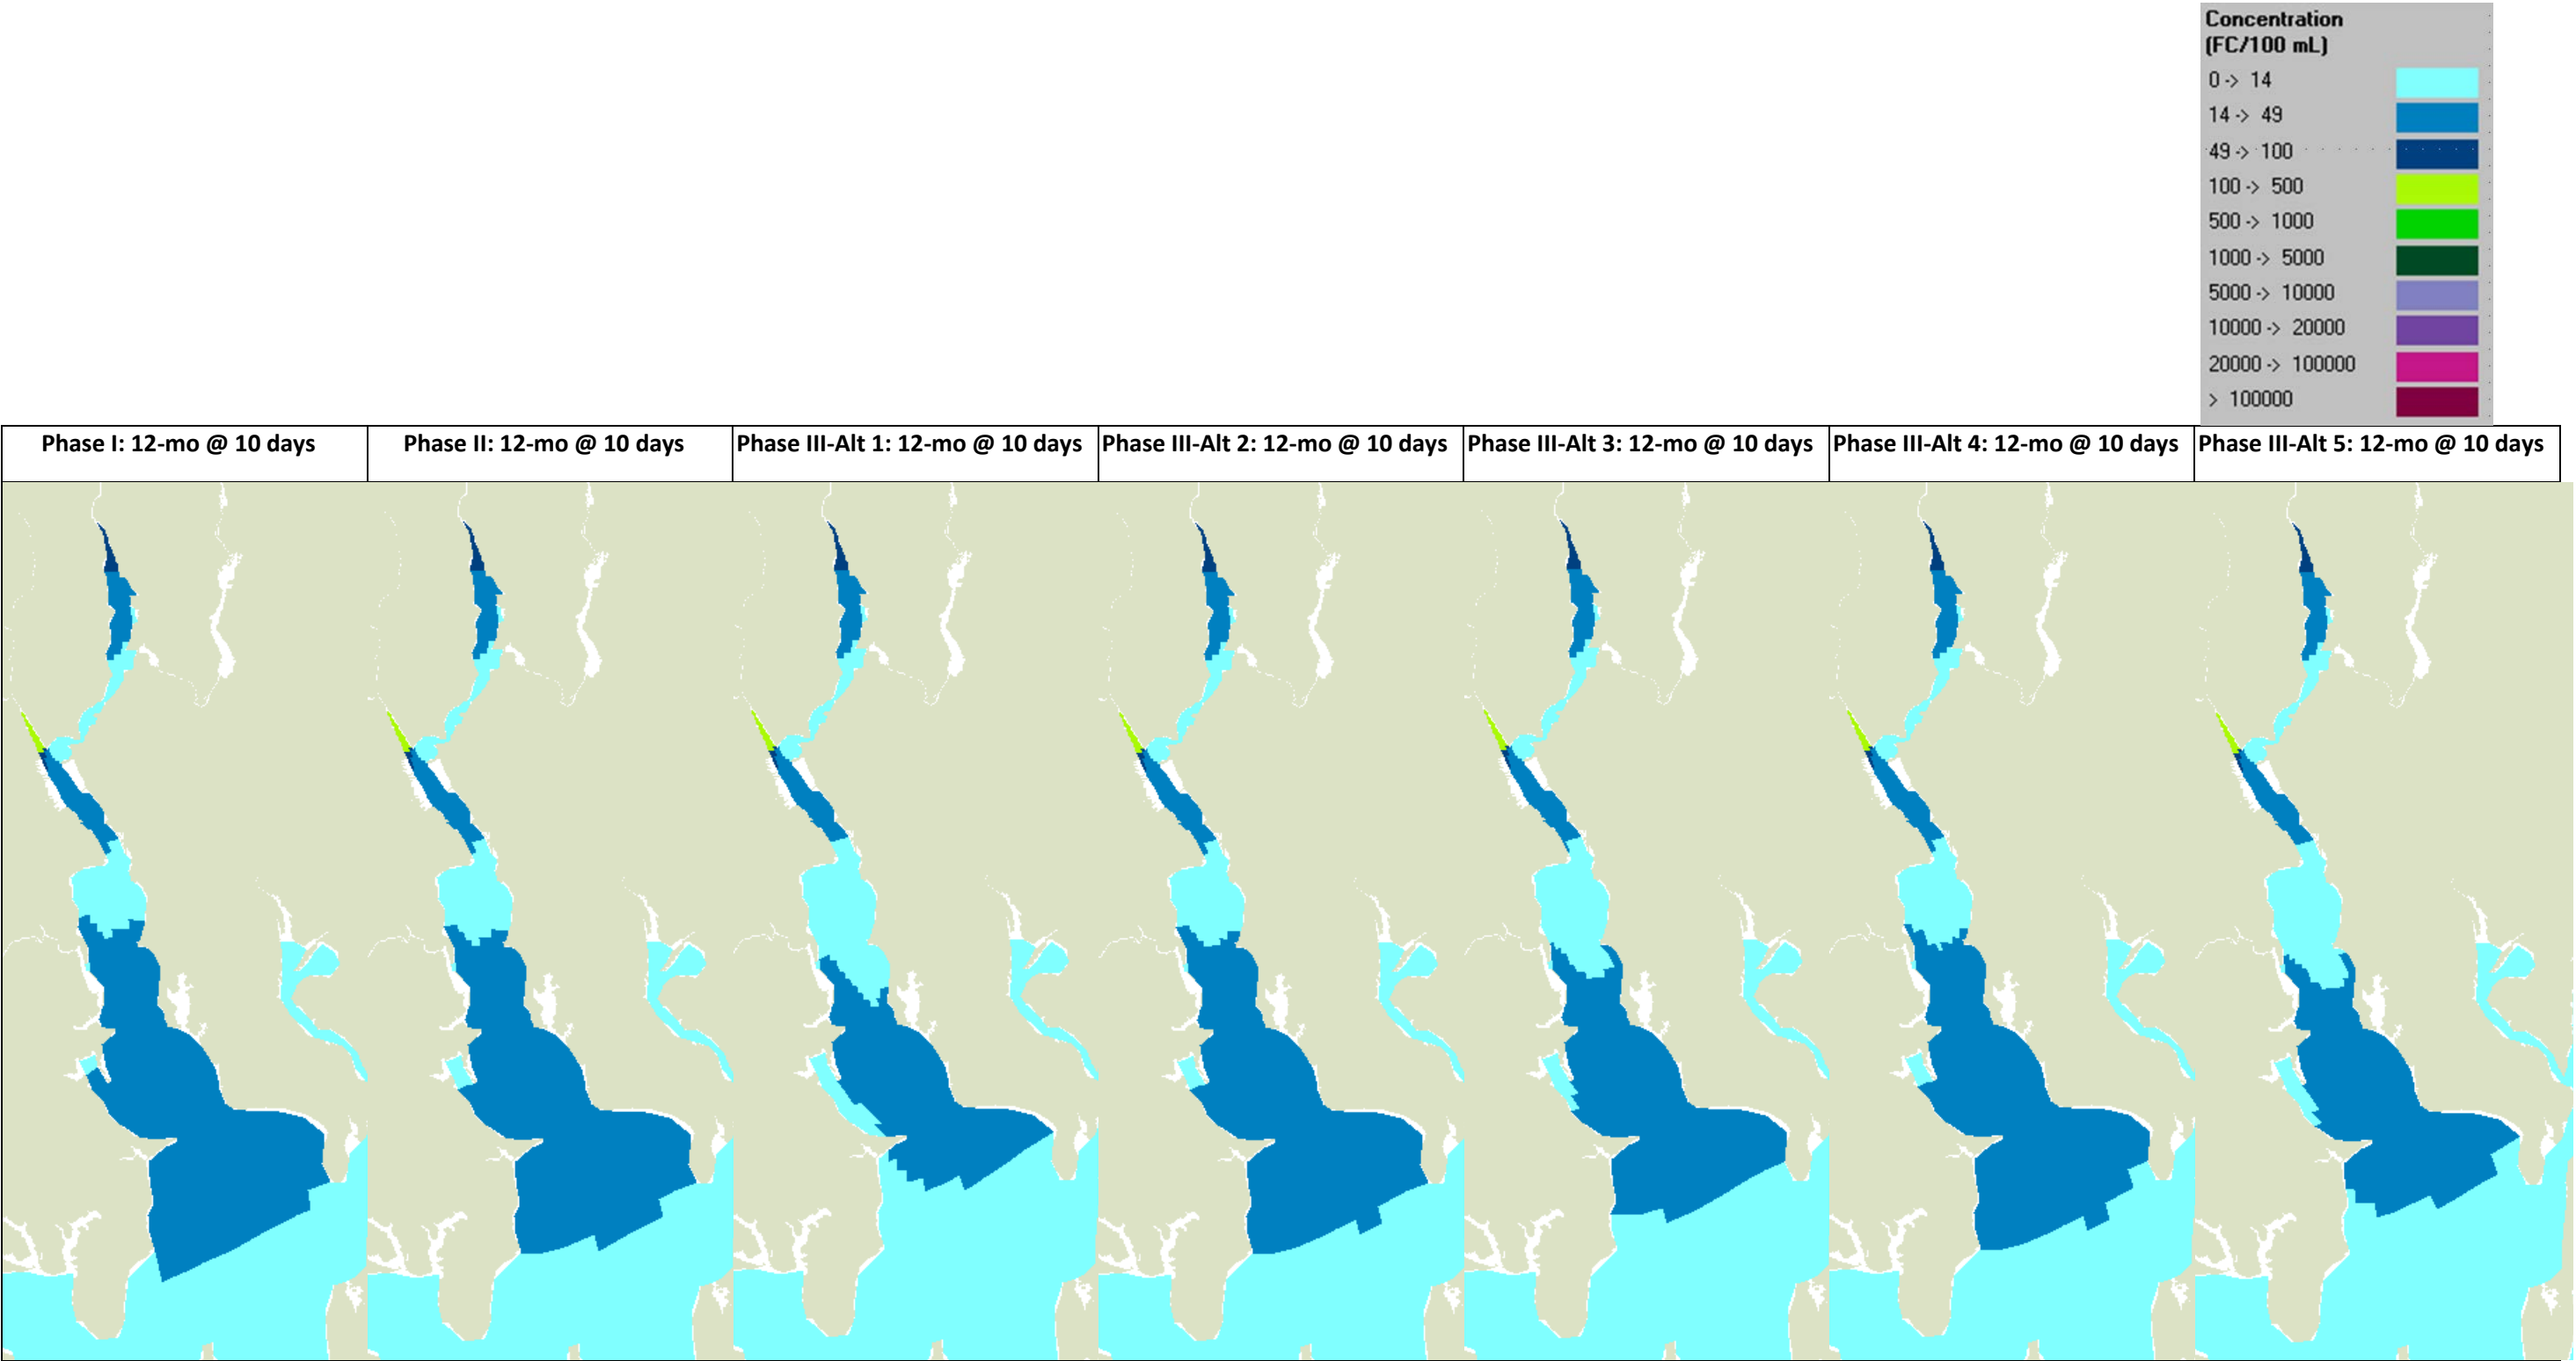 Concentration
(FC/100 mL)
0 -> 14
14 -> 49
49 -> 100
100 -> 500
500 -> 1000
1000 -> 5000
5000 -> 10000
10000 -> 20000
20000 -> 100000
> 100000
Phase I: 12-mo @ 10 days
Phase II: 12-mo @ 10 days
Phase III-Alt 1: 12-mo @ 10 days
Phase III-Alt 2: 12-mo @ 10 days
Phase III-Alt 3: 12-mo @ 10 days
Phase III-Alt 4: 12-mo @ 10 days
Phase III-Alt 5: 12-mo @ 10 days